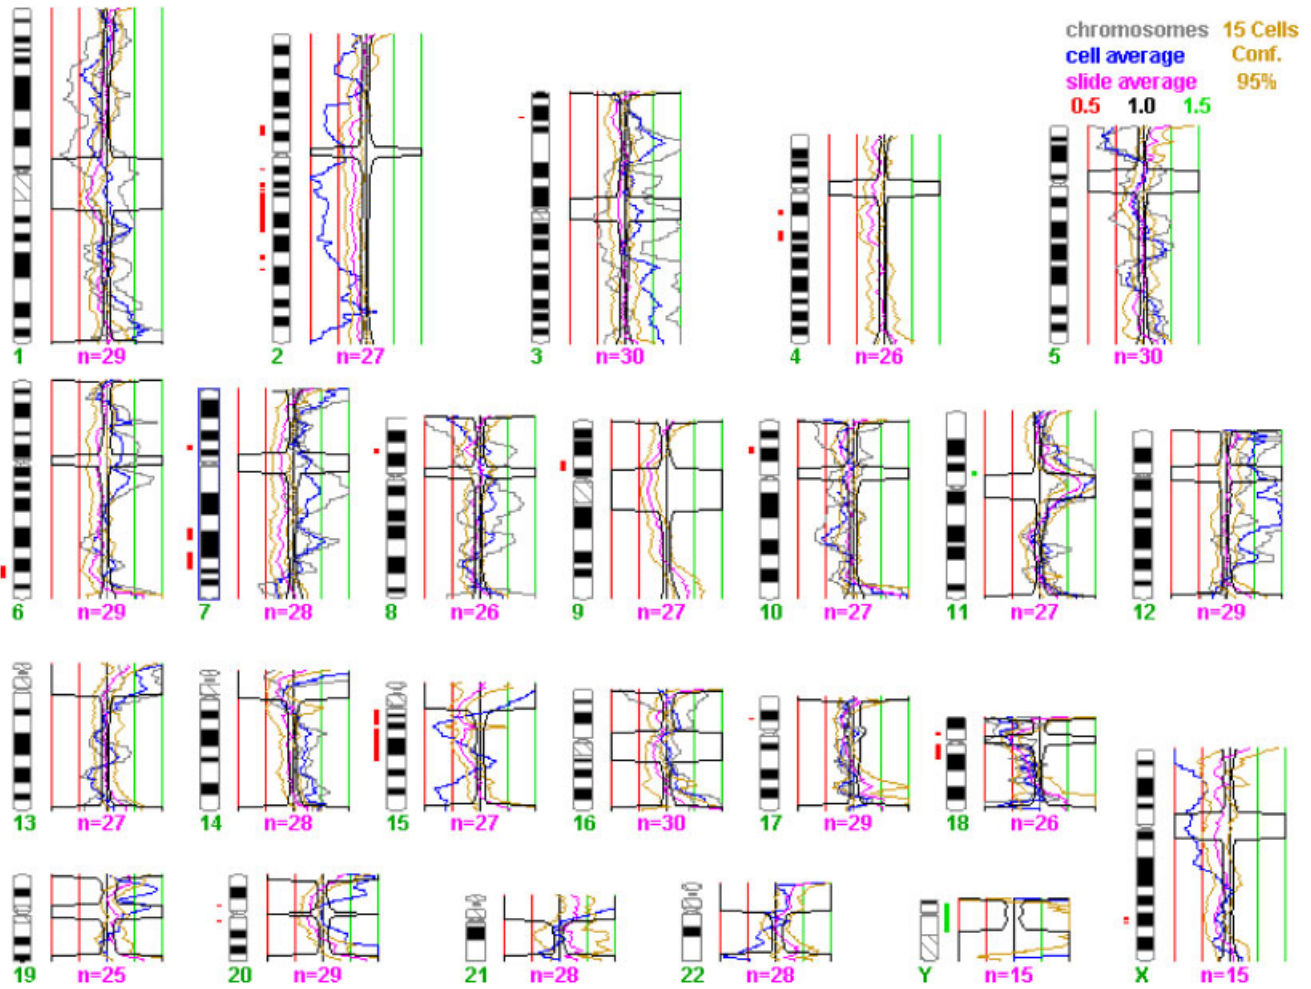 chromosomes 15 Cells
cell average Conf.
slide average 95%
0.5 1.0 1.5
1 n=29
2 n=27
3 n=30
4 n=26
5 n=30
6 n=29
7 n=28
8 n=26
9 n=27
10 n=27
11 n=27
12 n=29
13 n=27
14 n=28
15 n=27
16 n=30
17 n=29
18 n=26
19 n=25
20 n=29
21 n=28
22 n=28
Y n=15
X n=15